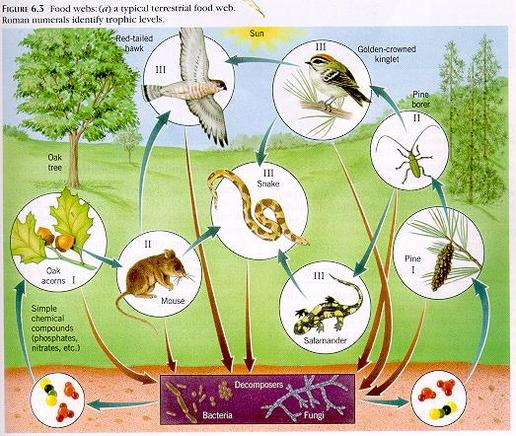 FIGURE 6.3 Food webs: (a) a typical terrestrial food web.
Roman numerals identify trophic levels.
Sun
Red-tailed
hawk
III
III
Golden-crowned
kinglet
Pine
borer
II
Oak
tree
III
Snake
Oak
acorns I
II
Mouse
Pine
I
III
Salamander
Simple
chemical
compounds
(phosphates,
nitrates, etc.)
Decomposers
Bacteria
Fungi